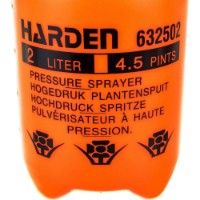 HARDEN 632502
2 LITER 4.5 PINTS
PRESSURE SPRAYER
HOGEDRUK PLANTENSPUIT
HOCHDRUCK SPRITZE
PULVÉRISATEUR À HAUTE
PRESSION.